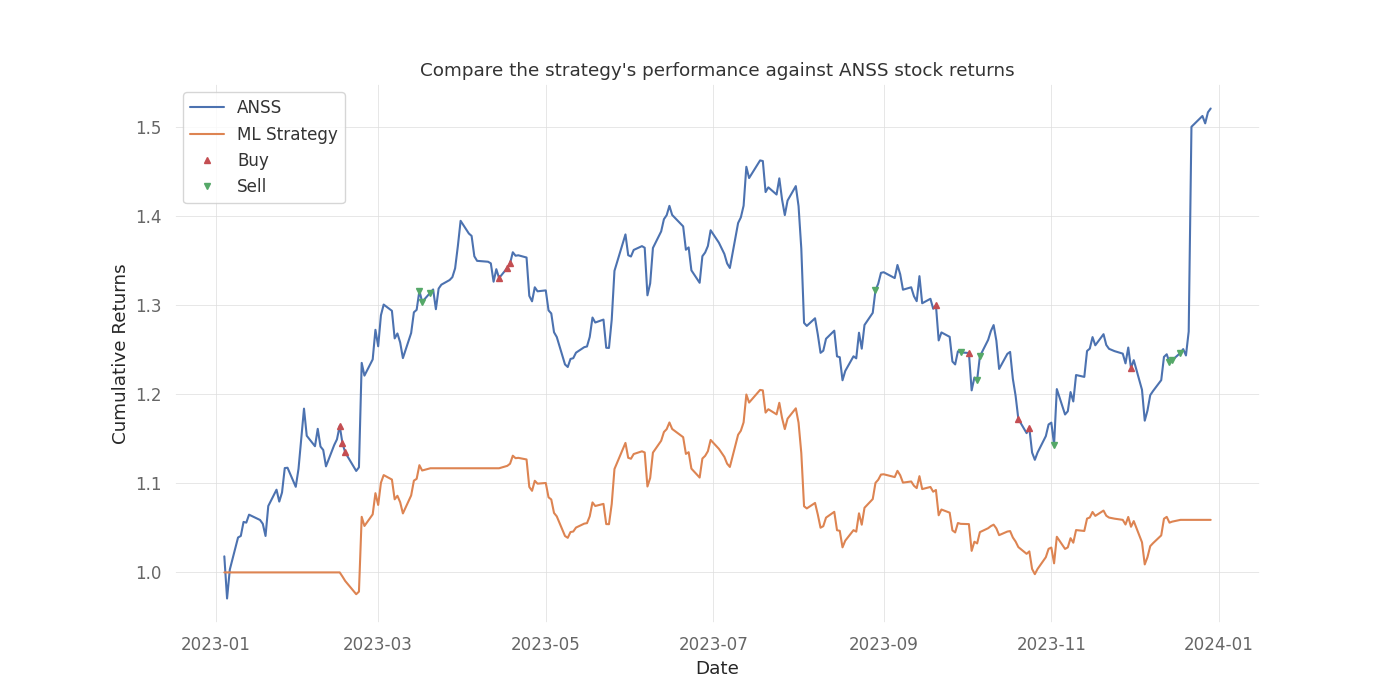 Compare the strategy's performance against ANSS stock returns
ANSS
ML Strategy
Buy
Sell
Cumulative Returns
1.5
1.4
1.3
1.2
1.1
1.0
2023-01 2023-03 2023-05 2023-07 2023-09 2023-11 2024-01
Date